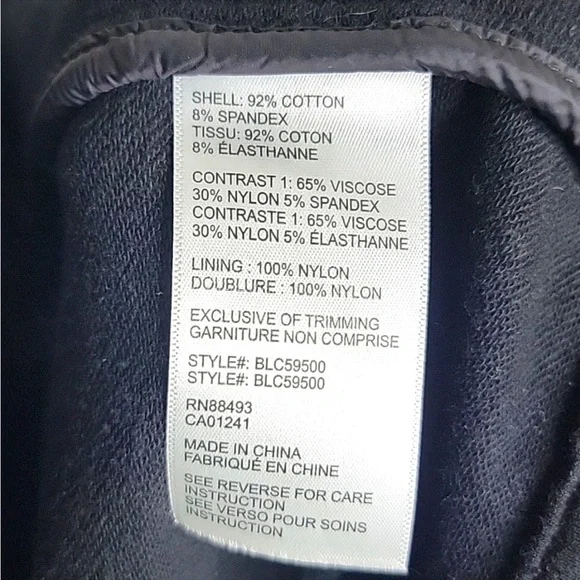 SHELL: 92% COTTON
8% SPANDEX
TISSU: 92% COTON
8% ÉLASTHANNE
CONTRAST 1: 65% VISCOSE
30% NYLON 5% SPANDEX
CONTRASTE 1: 65% VISCOSE
30% NYLON 5% ÉLASTHANNE
LINING : 100% NYLON
DOUBLURE : 100% NYLON
EXCLUSIVE OF TRIMMING
GARNITURE NON COMPRISE
STYLE#: BLC59500
STYLE#: BLC59500
RN88493
CA01241
MADE IN CHINA
FABRIQUÉ EN CHINE
SEE REVERSE FOR CARE
INSTRUCTION
SEE VERSO POUR SOINS
INSTRUCTION